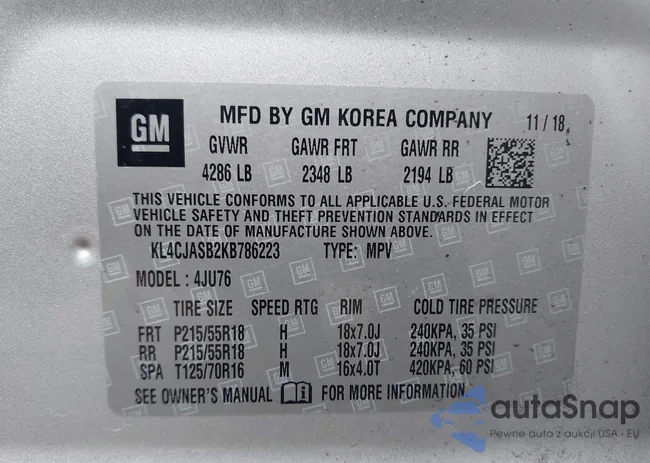 GM MFD BY GM KOREA COMPANY 11 / 18
GVWR GAWR FRT GAWR RR
4286 LB 2348 LB 2194 LB
THIS VEHICLE CONFORMS TO ALL APPLICABLE U.S. FEDERAL MOTOR
VEHICLE SAFETY AND THEFT PREVENTION STANDARDS IN EFFECT
ON THE DATE OF MANUFACTURE SHOWN ABOVE.
KL4CJASB2KB786223 TYPE: MPV
MODEL : 4JU76
TIRE SIZE SPEED RTG RIM COLD TIRE PRESSURE
FRT P215/55R18 H 18x7.0J 240KPA, 35 PSI
RR P215/55R18 H 18x7.0J 240KPA, 35 PSI
SPA T125/70R16 M 16x4.0T 420KPA, 60 PSI
SEE OWNER'S MANUAL FOR MORE INFORMATION
autaSnap
Pewne auta z aukcji USA i EU